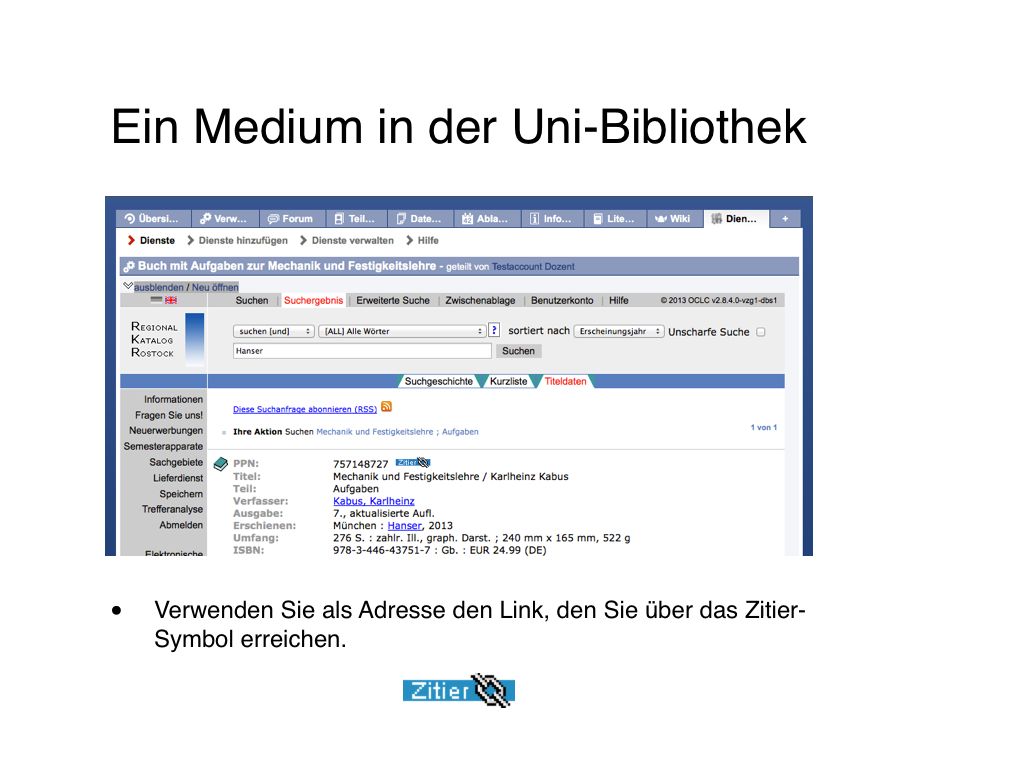 Ein Medium in der Uni-Bibliothek
Übersi... Verw... Forum Teil... Date... Abla... Info... Lite... Wiki Dien... +
Dienste Dienste hinzufügen Dienste verwalten Hilfe
Buch mit Aufgaben zur Mechanik und Festigkeitslehre - geteilt von Testaccount Dozent
ausblenden / Neu öffnen
Suchen | Suchergebnis | Erweiterte Suche | Zwischenablage | Benutzerkonto | Hilfe © 2013 OCLC v2.8.4.0-vzg1-dbs1
REGIONAL
KATALOG
ROSTOCK
suchen [und] [ALL] Alle Wörter ? sortiert nach Erscheinungsjahr Unscharfe Suche
Hanser Suchen
Suchgeschichte Kurzliste Titeldaten
Informationen
Fragen Sie uns!
Neuerwerbungen
Semesterapparate
Sachgebiete
Lieferdienst
Speichern
Trefferanalyse
Abmelden
Elektronische
Diese Suchanfrage abonnieren (RSS)
Ihre Aktion Suchen Mechanik und Festigkeitslehre ; Aufgaben 1 von 1
PPN: 757148727 Zitier
Titel: Mechanik und Festigkeitslehre / Karlheinz Kabus
Teil: Aufgaben
Verfasser: Kabus, Karlheinz
Ausgabe: 7., aktualisierte Aufl.
Erschienen: München : Hanser, 2013
Umfang: 276 S. : zahlr. Ill., graph. Darst. ; 240 mm x 165 mm, 522 g
ISBN: 978-3-446-43751-7 : Gb. : EUR 24.99 (DE)
• Verwenden Sie als Adresse den Link, den Sie über das Zitier-
Symbol erreichen.
Zitier